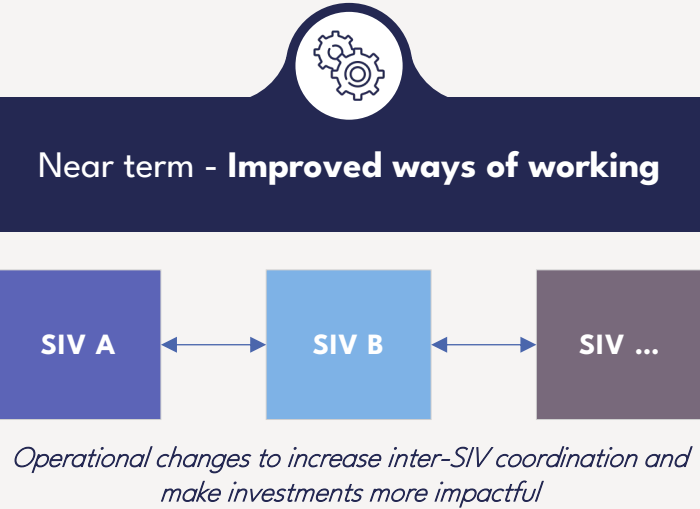 Near term - Improved ways of working
SIV A
SIV B
SIV ...
Operational changes to increase inter-SIV coordination and
make investments more impactful